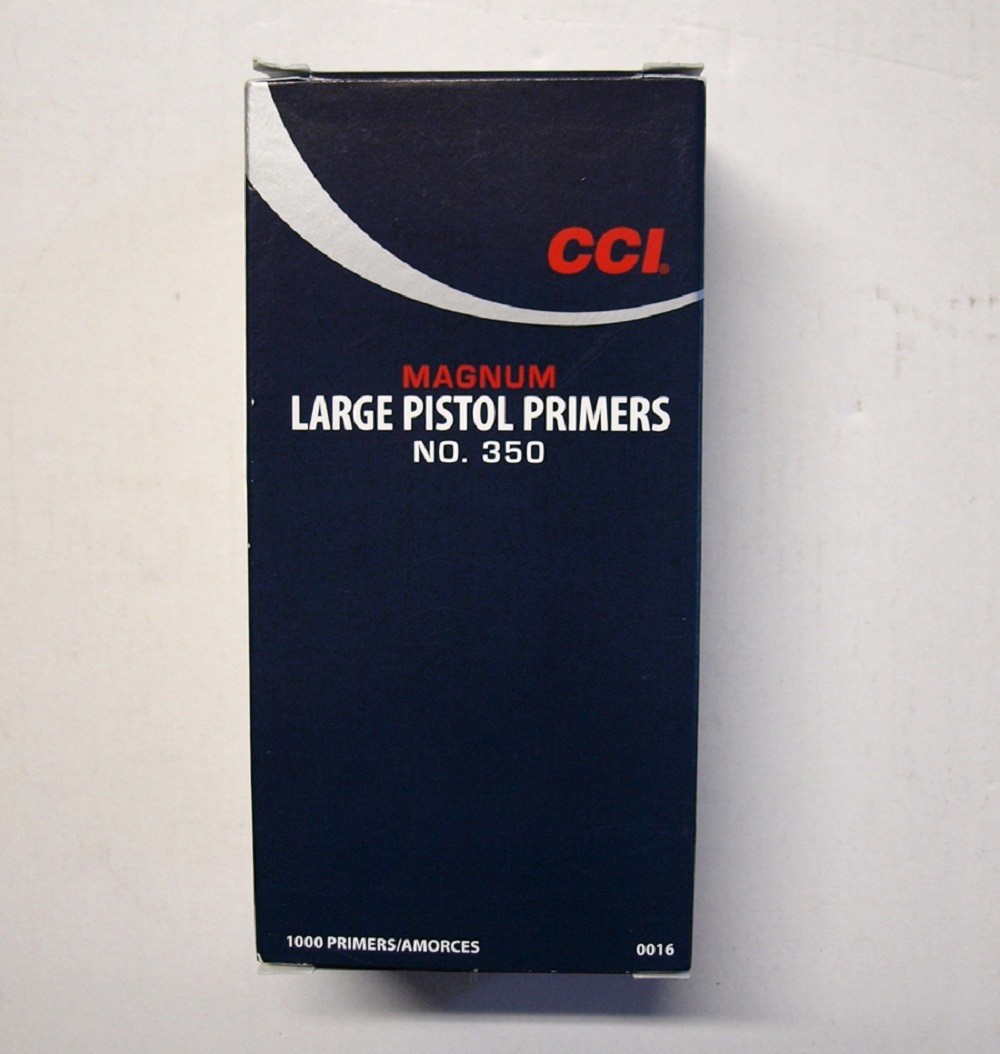 CCI®
MAGNUM
LARGE PISTOL PRIMERS
NO. 350
1000 PRIMERS/AMORCES
0016